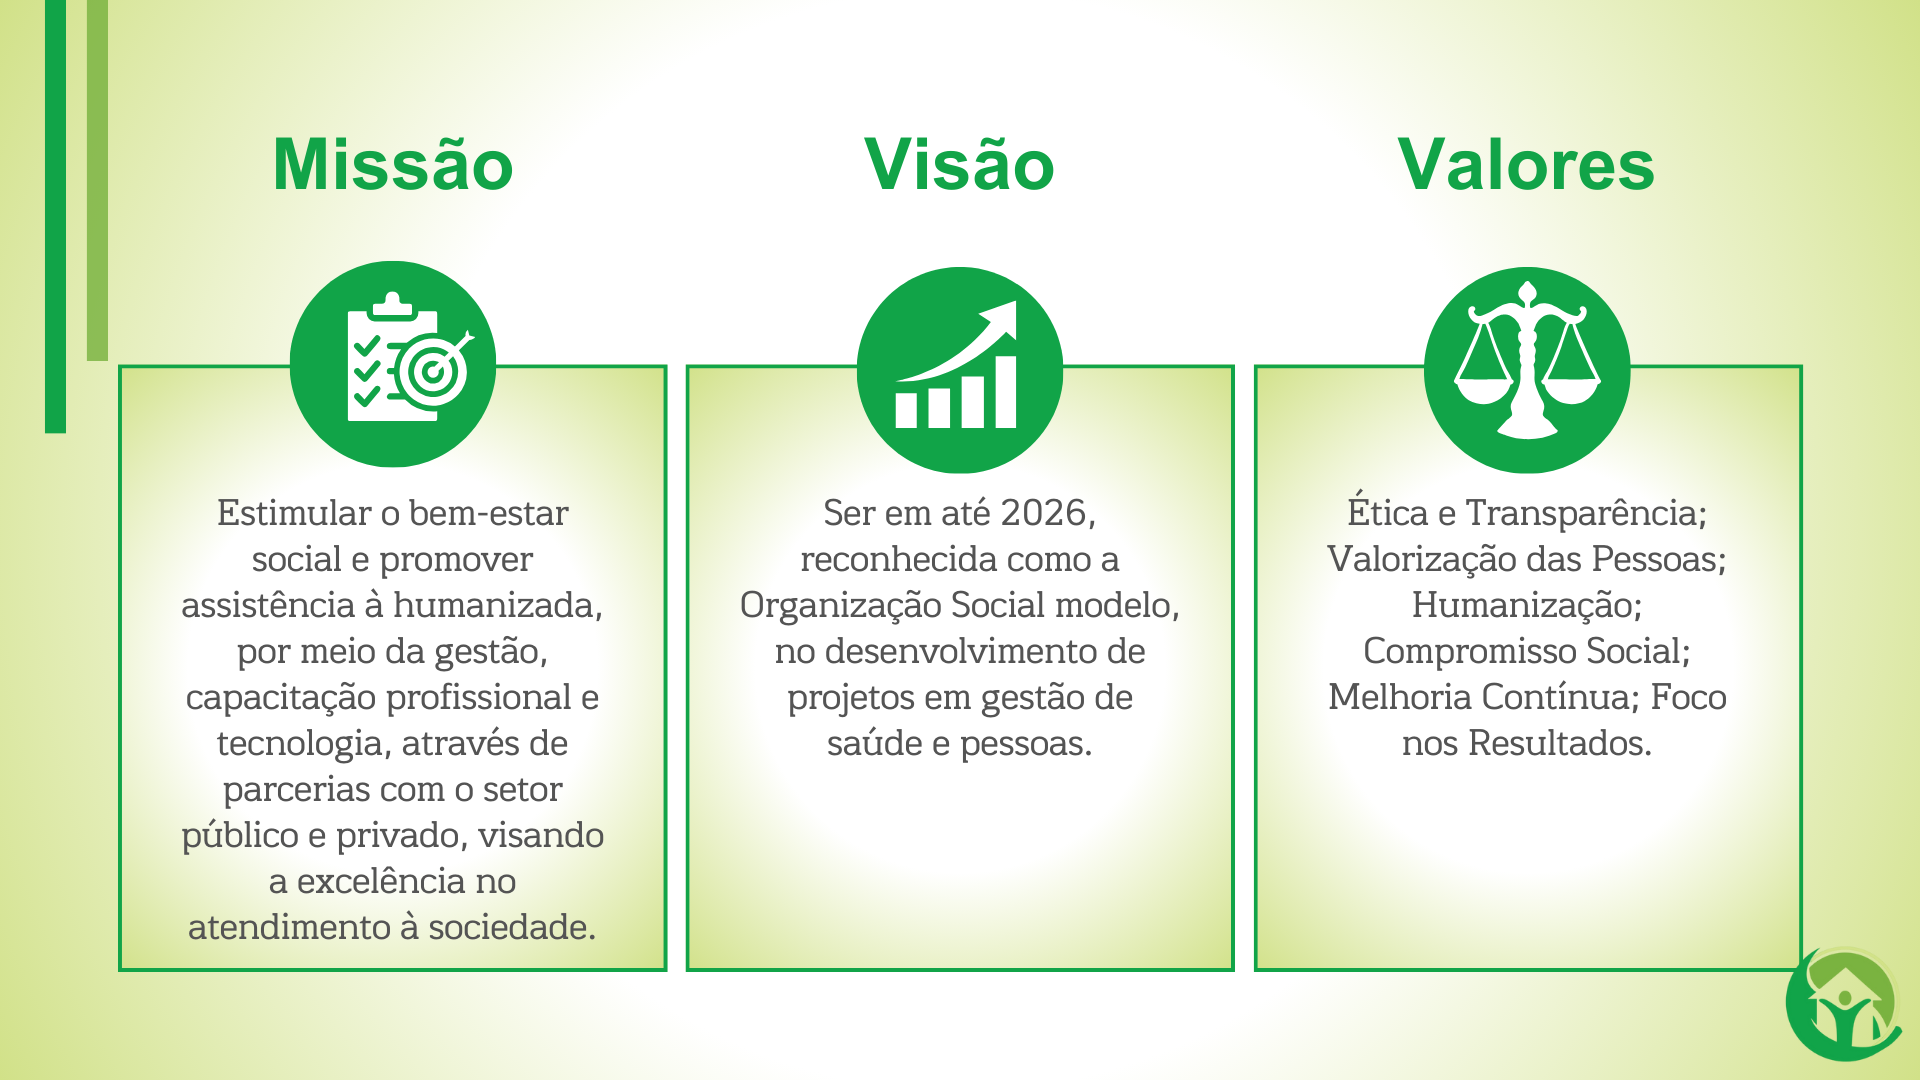 Missão
Estimular o bem-estar
social e promover
assistência à humanizada,
por meio da gestão,
capacitação profissional e
tecnologia, através de
parcerias com o setor
público e privado, visando
a excelência no
atendimento à sociedade.
Visão
Ser em até 2026,
reconhecida como a
Organização Social modelo,
no desenvolvimento de
projetos em gestão de
saúde e pessoas.
Valores
Ética e Transparência;
Valorização das Pessoas;
Humanização;
Compromisso Social;
Melhoria Contínua; Foco
nos Resultados.